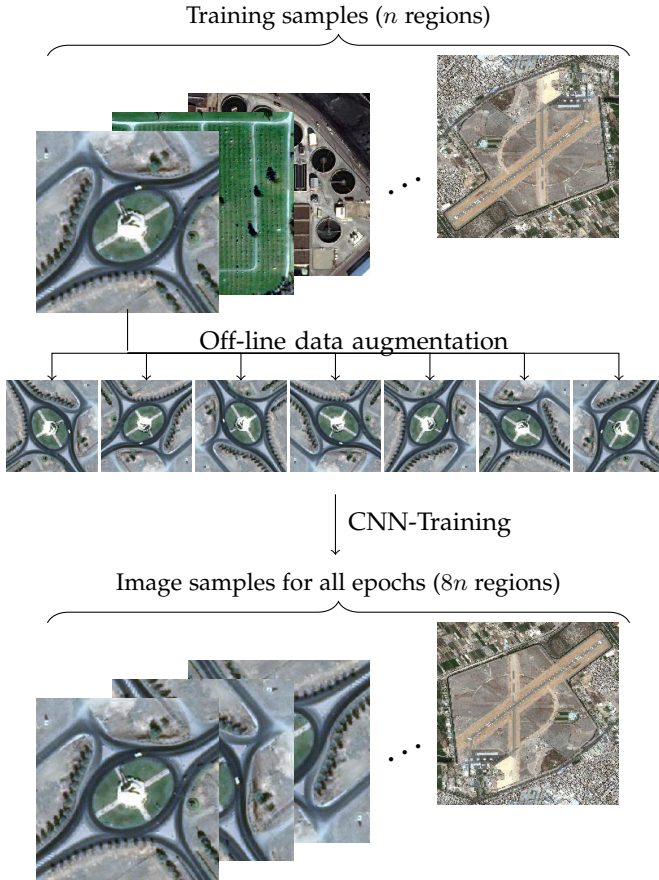 Training samples (n regions)
Off-line data augmentation
CNN-Training
Image samples for all epochs (8n regions)